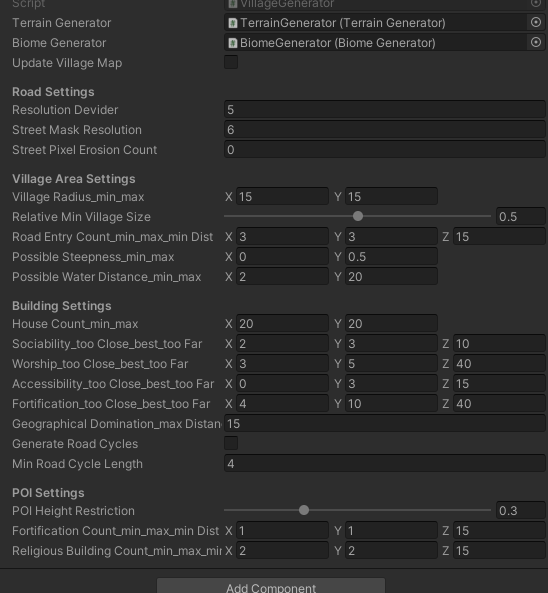 Script VillageGenerator
Terrain Generator TerrainGenerator (Terrain Generator)
Biome Generator BiomeGenerator (Biome Generator)
Update Village Map
Road Settings
Resolution Devider 5
Street Mask Resolution 6
Street Pixel Erosion Count 0
Village Area Settings
Village Radius_min_max X 15 Y 15
Relative Min Village Size 0.5
Road Entry Count_min_max_min Dist X 3 Y 3 Z 15
Possible Steepness_min_max X 0 Y 0.5
Possible Water Distance_min_max X 2 Y 20
Building Settings
House Count_min_max X 20 Y 20
Sociability_too Close_best_too Far X 2 Y 3 Z 10
Worship_too Close_best_too Far X 3 Y 5 Z 40
Accessibility_too Close_best_too Far X 0 Y 3 Z 15
Fortification_too Close_best_too Far X 4 Y 10 Z 40
Geographical Domination_max Distan 15
Generate Road Cycles
Min Road Cycle Length 4
POI Settings
POI Height Restriction 0.3
Fortification Count_min_max_min Dist X 1 Y 1 Z 15
Religious Building Count_min_max_mir X 2 Y 2 Z 15
Add Component